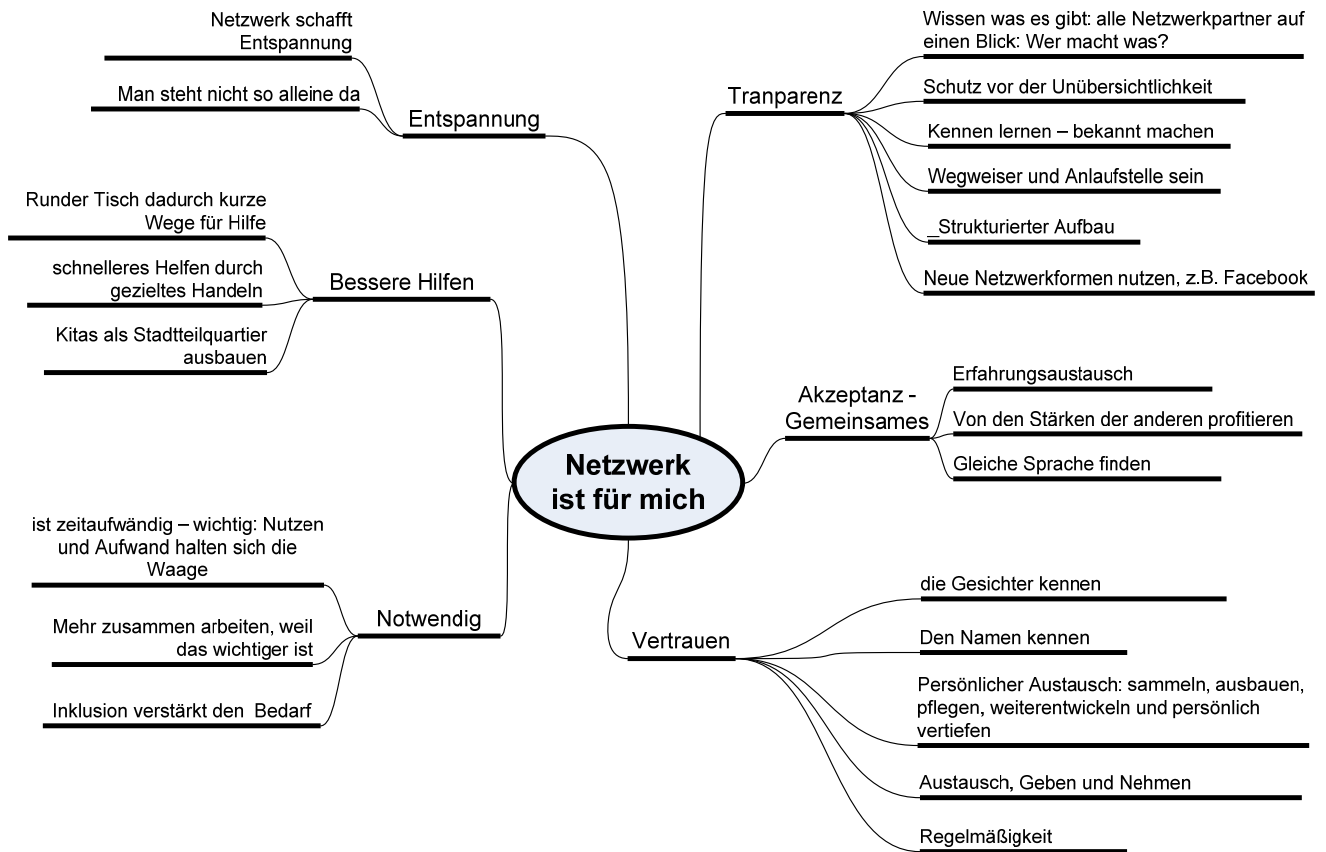 Netzwerk
ist für mich
Tranparenz
Wissen was es gibt: alle Netzwerkpartner auf
einen Blick: Wer macht was?
Schutz vor der Unübersichtlichkeit
Kennen lernen – bekannt machen
Wegweiser und Anlaufstelle sein
_Strukturierter Aufbau
Neue Netzwerkformen nutzen, z.B. Facebook
Akzeptanz -
Gemeinsames
Erfahrungsaustausch
Von den Stärken der anderen profitieren
Gleiche Sprache finden
Vertrauen
die Gesichter kennen
Den Namen kennen
Persönlicher Austausch: sammeln, ausbauen,
pflegen, weiterentwickeln und persönlich
vertiefen
Austausch, Geben und Nehmen
Regelmäßigkeit
Notwendig
ist zeitaufwändig – wichtig: Nutzen
und Aufwand halten sich die
Waage
Mehr zusammen arbeiten, weil
das wichtiger ist
Inklusion verstärkt den  Bedarf
Bessere Hilfen
Runder Tisch dadurch kurze
Wege für Hilfe
schnelleres Helfen durch
gezieltes Handeln
Kitas als Stadtteilquartier
ausbauen
Entspannung
Netzwerk schafft
Entspannung
Man steht nicht so alleine da